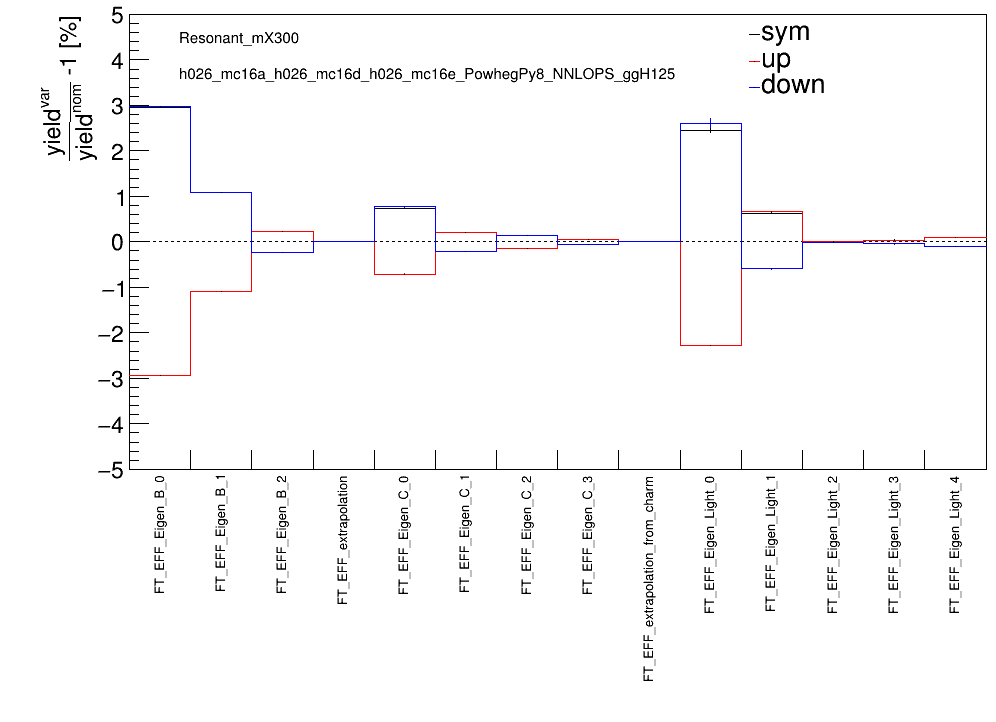 Resonant_mX300
h026_mc16a_h026_mc16d_h026_mc16e_PowhegPy8_NNLOPS_ggH125
sym
up
down
yield^var
yield^nom
-1 [%]
5
4
3
2
1
0
−1
−2
−3
−4
−5
FT_EFF_Eigen_B_0
FT_EFF_Eigen_B_1
FT_EFF_Eigen_B_2
FT_EFF_extrapolation
FT_EFF_Eigen_C_0
FT_EFF_Eigen_C_1
FT_EFF_Eigen_C_2
FT_EFF_Eigen_C_3
FT_EFF_extrapolation_from_charm
FT_EFF_Eigen_Light_0
FT_EFF_Eigen_Light_1
FT_EFF_Eigen_Light_2
FT_EFF_Eigen_Light_3
FT_EFF_Eigen_Light_4